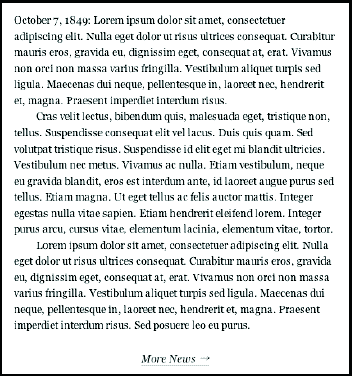 October 7, 1849: Lorem ipsum dolor sit amet, consectetuer
adipiscing elit. Nulla eget dolor ut risus ultrices consequat. Curabitur
mauris eros, gravida eu, dignissim eget, consequat at, erat. Vivamus
non orci non massa varius fringilla. Vestibulum aliquet turpis sed
ligula. Maecenas dui neque, pellentesque in, laoreet nec, hendrerit
et, magna. Praesent imperdiet interdum risus.
Cras velit lectus, bibendum quis, malesuada eget, tristique non,
tellus. Suspendisse consequat elit vel lacus. Duis quis quam. Sed
volutpat tristique risus. Suspendisse id elit eget mi blandit ultricies.
Vestibulum nec metus. Vivamus ac nulla. Etiam vestibulum, neque
eu gravida blandit, eros est interdum ante, id laoreet augue purus sed
tellus. Etiam magna. Ut eget tellus ac felis auctor mattis. Integer
egestas nulla vitae sapien. Etiam hendrerit eleifend lorem. Integer
purus arcu, cursus vitae, elementum lacinia, elementum vitae, tortor.
Lorem ipsum dolor sit amet, consectetuer adipiscing elit. Nulla
eget dolor ut risus ultrices consequat. Curabitur mauris eros, gravida
eu, dignissim eget, consequat at, erat. Vivamus non orci non massa
varius fringilla. Vestibulum aliquet turpis sed ligula. Maecenas dui
neque, pellentesque in, laoreet nec, hendrerit et, magna. Praesent
imperdiet interdum risus. Sed posuere leo eu purus.
More News →